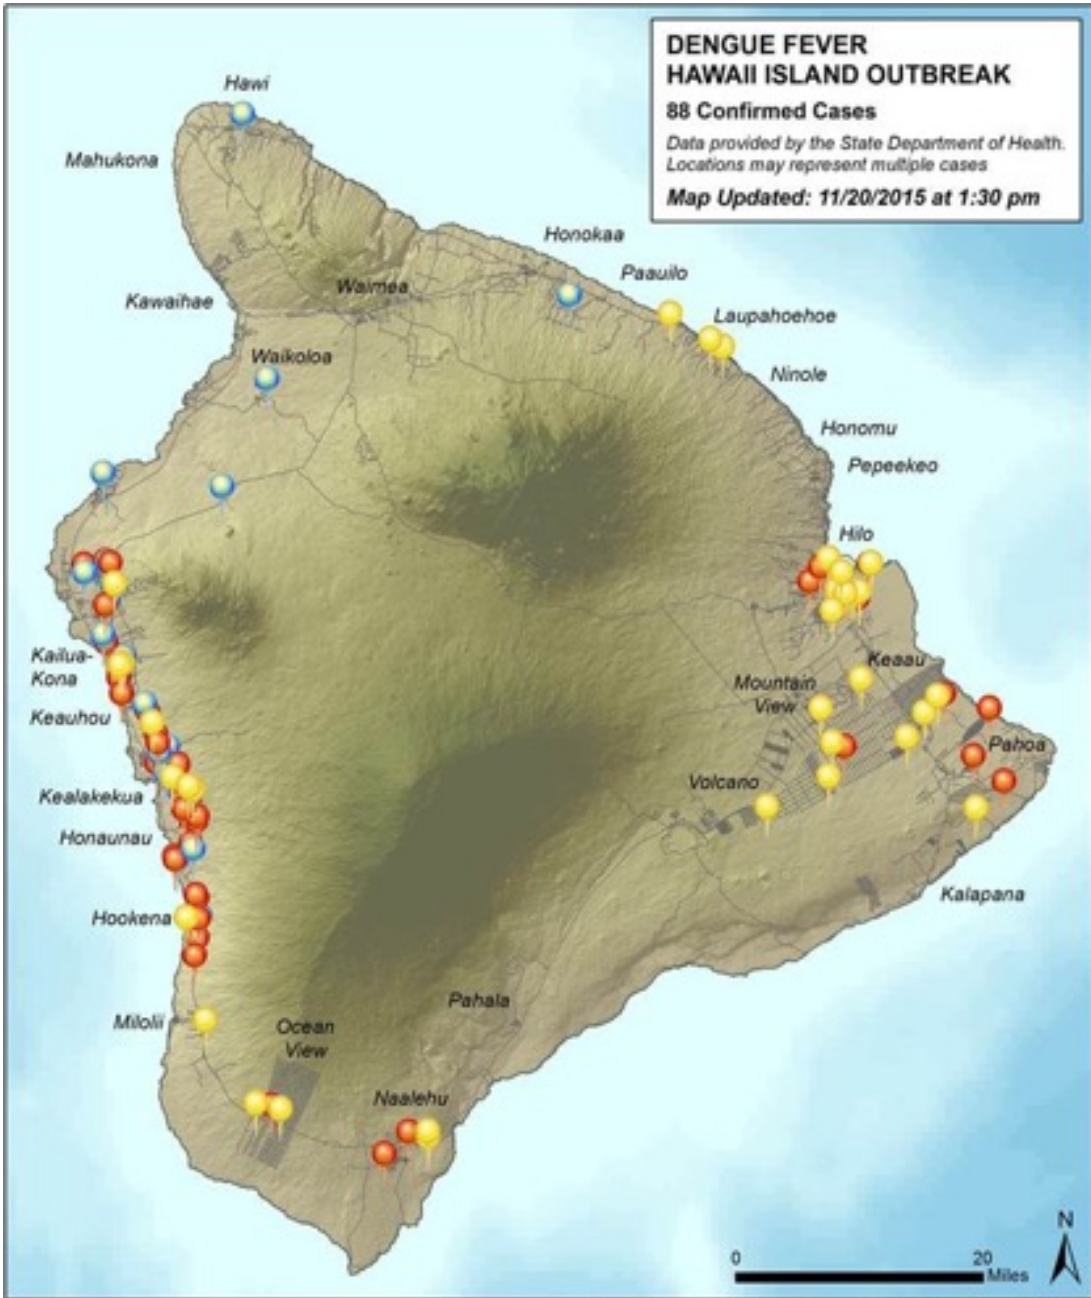 DENGUE FEVER
HAWAII ISLAND OUTBREAK
88 Confirmed Cases
Data provided by the State Department of Health.
Locations may represent multiple cases
Map Updated: 11/20/2015 at 1:30 pm
Hawi
Mahukona
Honokaa
Paauilo
Waimea
Kawaihae
Laupahoehoe
Waikoloa
Ninole
Honomu
Pepeekeo
Hilo
Kailua-
Kona
Keaau
Mountain
View
Keauhou
Pahoa
Volcano
Kealakekua
Honaunau
Kalapana
Hookena
Pahala
Milolii
Ocean
View
Naalehu
N
0 20
Miles